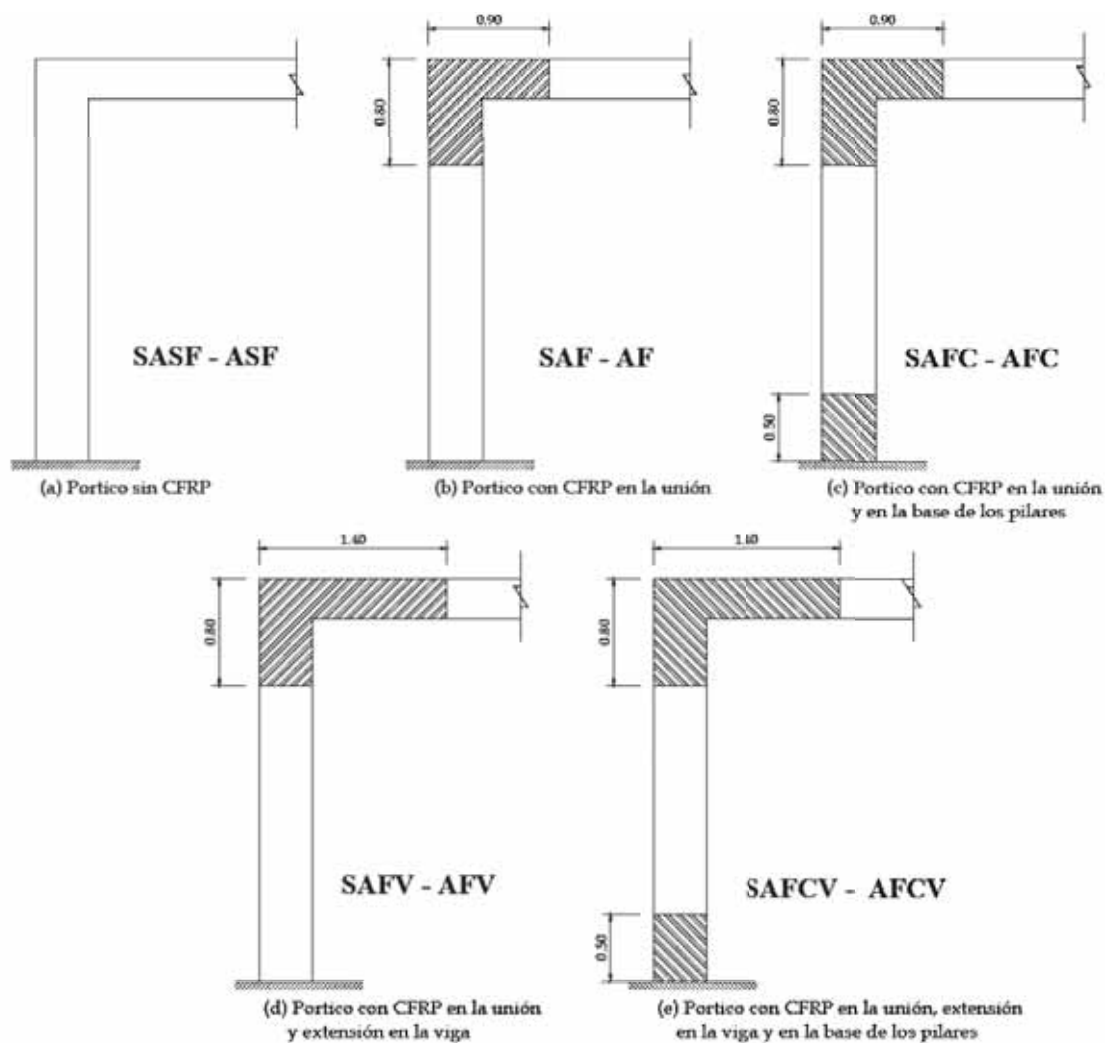 0.90
0.90
0.80
0.80
SASF - ASF
SAF - AF
SAFC - AFC
0.50
(a) Portico sin CFRP
(b) Portico con CFRP en la unión
(c) Portico con CFRP en la unión
y en la base de los pilares
1.40
0.80
0.80
SAFV - AFV
SAFCV - AFCV
0.50
(d) Portico con CFRP en la unión
y extensión en la viga
(e) Portico con CFRP en la unión, extensión
en la viga y en la base de los pilares